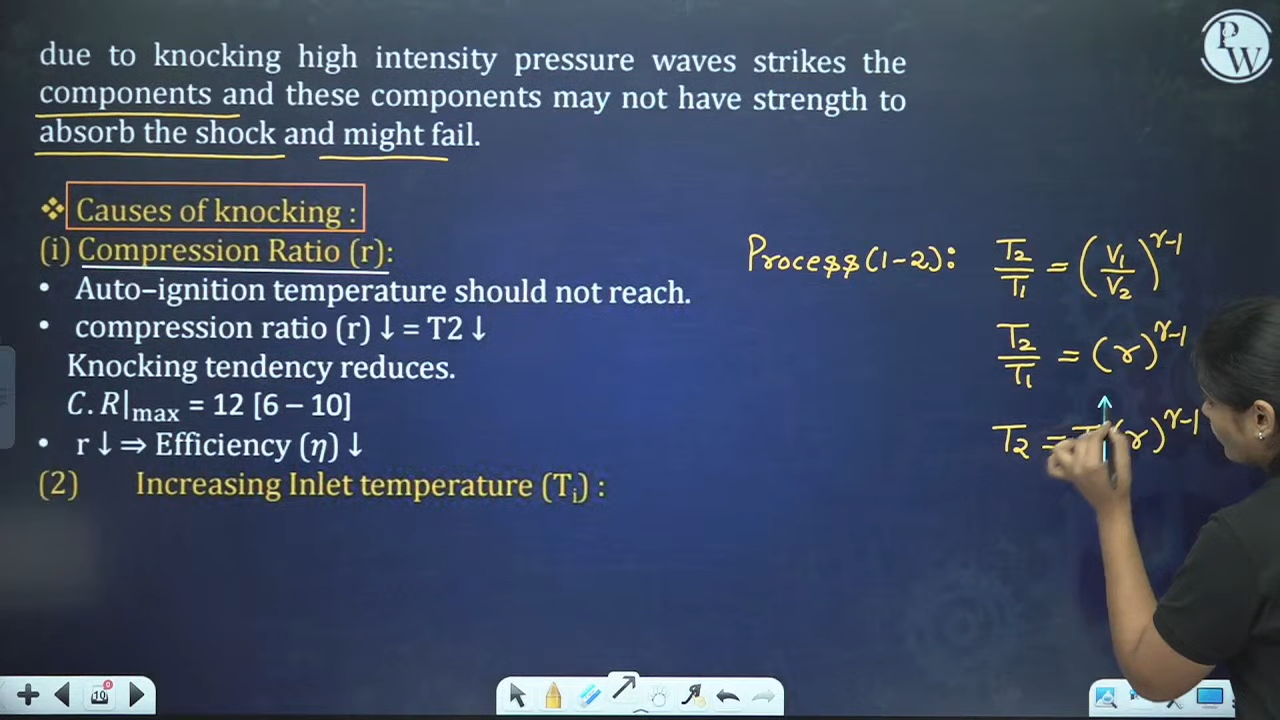 PW
due to knocking high intensity pressure waves strikes the
components and these components may not have strength to
absorb the shock and might fail.
❖ Causes of knocking :
(i) Compression Ratio (r):
• Auto–ignition temperature should not reach.
• compression ratio (r) ↓ = T2 ↓
Knocking tendency reduces.
C. R|max = 12 [6 – 10]
• r ↓ ⇒ Efficiency (η) ↓
(2) Increasing Inlet temperature (Ti) :
Process(1-2): T2/T1 = (V1/V2)^γ-1
T2/T1 = (r)^γ-1
T2 = (r)^γ-1
10